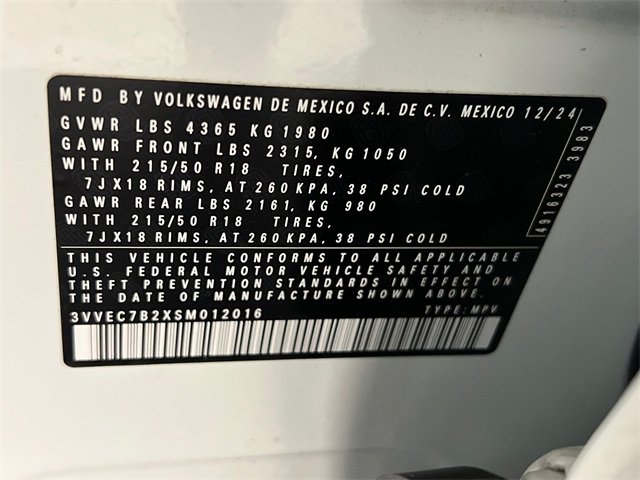 MFD BY VOLKSWAGEN DE MEXICO S.A. DE C.V. MEXICO 12/24
GVWR LBS 4365 KG 1980
GAWR FRONT LBS 2315, KG 1050
WITH 215/50 R18 TIRES,
7JX18 RIMS, AT 260 KPA, 38 PSI COLD
GAWR REAR LBS 2161, KG 980
WITH 215/50 R18 TIRES,
7JX18 RIMS, AT 260 KPA, 38 PSI COLD
THIS VEHICLE CONFORMS TO ALL APPLICABLE
U.S. FEDERAL MOTOR VEHICLE SAFETY AND
THEFT PREVENTION STANDARDS IN EFFECT ON
THE DATE OF MANUFACTURE SHOWN ABOVE.
3VVEC7B2XSM012016 TYPE: MPV
4916323 3983